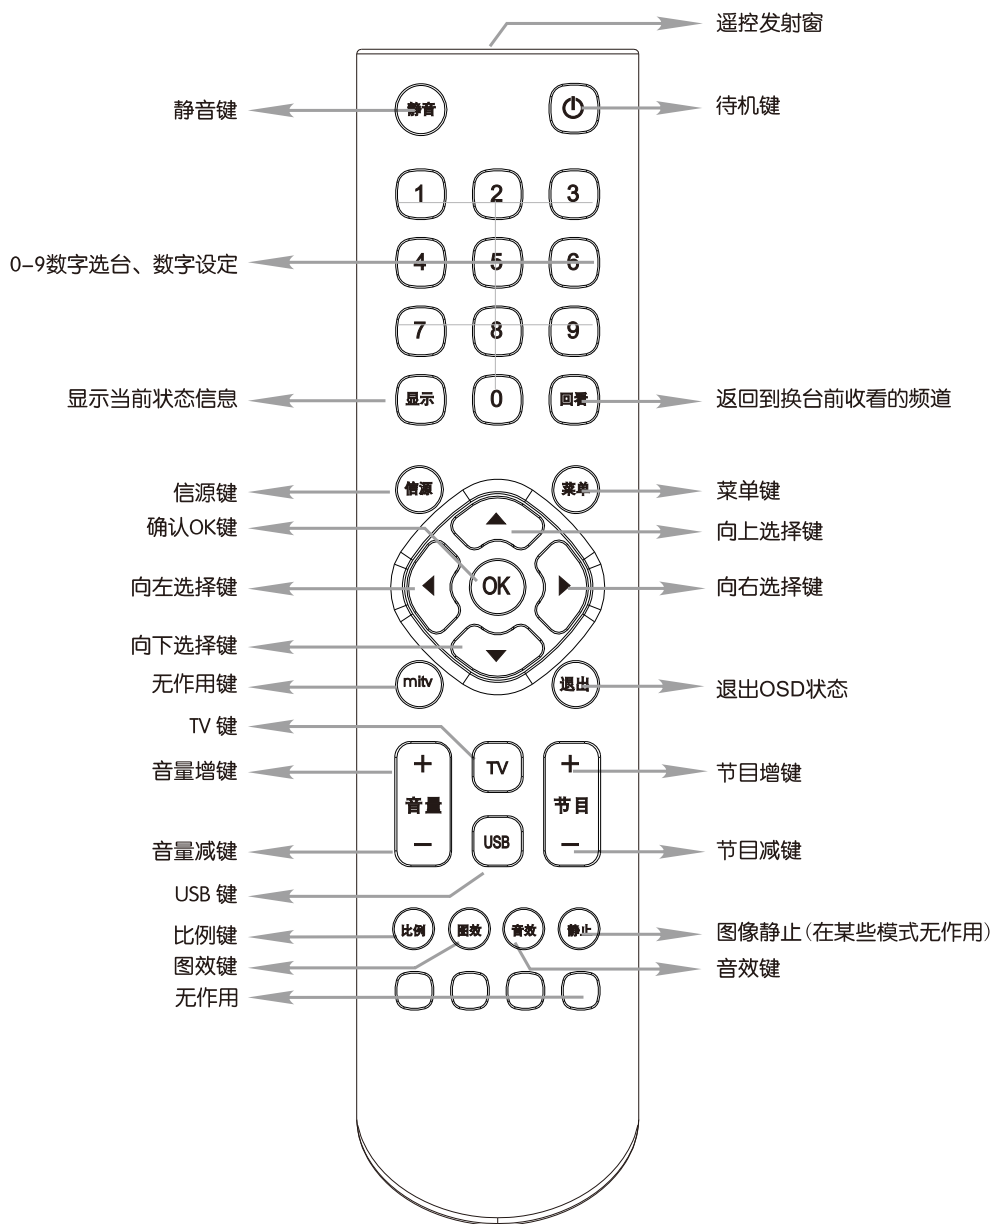 遥控发射窗
静音键
静音
待机键
1
2
3
0-9数字选台、数字设定
4
5
6
7
8
9
显示当前状态信息
显示
0
回看
返回到换台前收看的频道
信源键
信源
菜单
菜单键
确认OK键
向上选择键
向左选择键
OK
向右选择键
向下选择键
无作用键
mitv
退出
退出OSD状态
TV 键
音量增键
+
TV
+
节目增键
音量
节目
音量减键
−
USB
−
节目减键
USB 键
比例键
比例
图效
音效
静止
图像静止(在某些模式无作用)
图效键
音效键
无作用